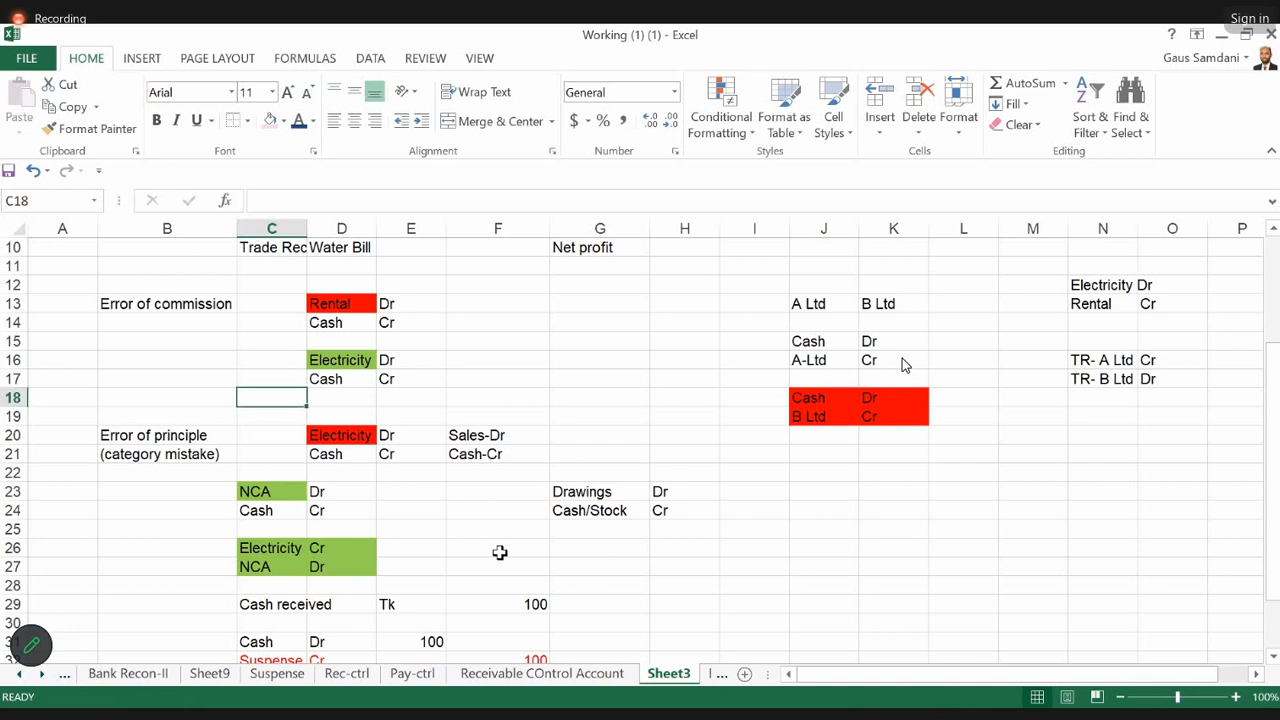 Recording
Sign in
Working (1) (1) - Excel
?
FILE HOME INSERT PAGE LAYOUT FORMULAS DATA REVIEW VIEW
Gaus Samdani
Paste
Cut
Copy
Format Painter
Clipboard
Arial 11
B I U
Font
Wrap Text
Merge & Center
Alignment
General
$ %
Number
Conditional Formatting
Format as Table
Cell Styles
Styles
Insert
Delete
Format
Cells
AutoSum
Fill
Clear
Sort & Filter
Find & Select
Editing
C18 fx
A B C D E F G H I J K L M N O P
10 Trade Rec Water Bill Net profit
11
12 Electricity Dr
13 Error of commission Rental Dr A Ltd B Ltd Rental Cr
14 Cash Cr
15 Cash Dr
16 Electricity Dr A-Ltd Cr TR- A Ltd Cr
17 Cash Cr TR- B Ltd Dr
18 Cash Dr
19 B Ltd Cr
20 Error of principle Electricity Dr Sales-Dr
21 (category mistake) Cash Cr Cash-Cr
22
23 NCA Dr Drawings Dr
24 Cash Cr Cash/Stock Cr
25
26 Electricity Cr
27 NCA Dr
28
29 Cash received Tk 100
30
31 Cash Dr 100
32 Suspense Cr 100
... Bank Recon-II Sheet9 Suspense Rec-ctrl Pay-ctrl Receivable COntrol Account Sheet3 ...
READY
100%